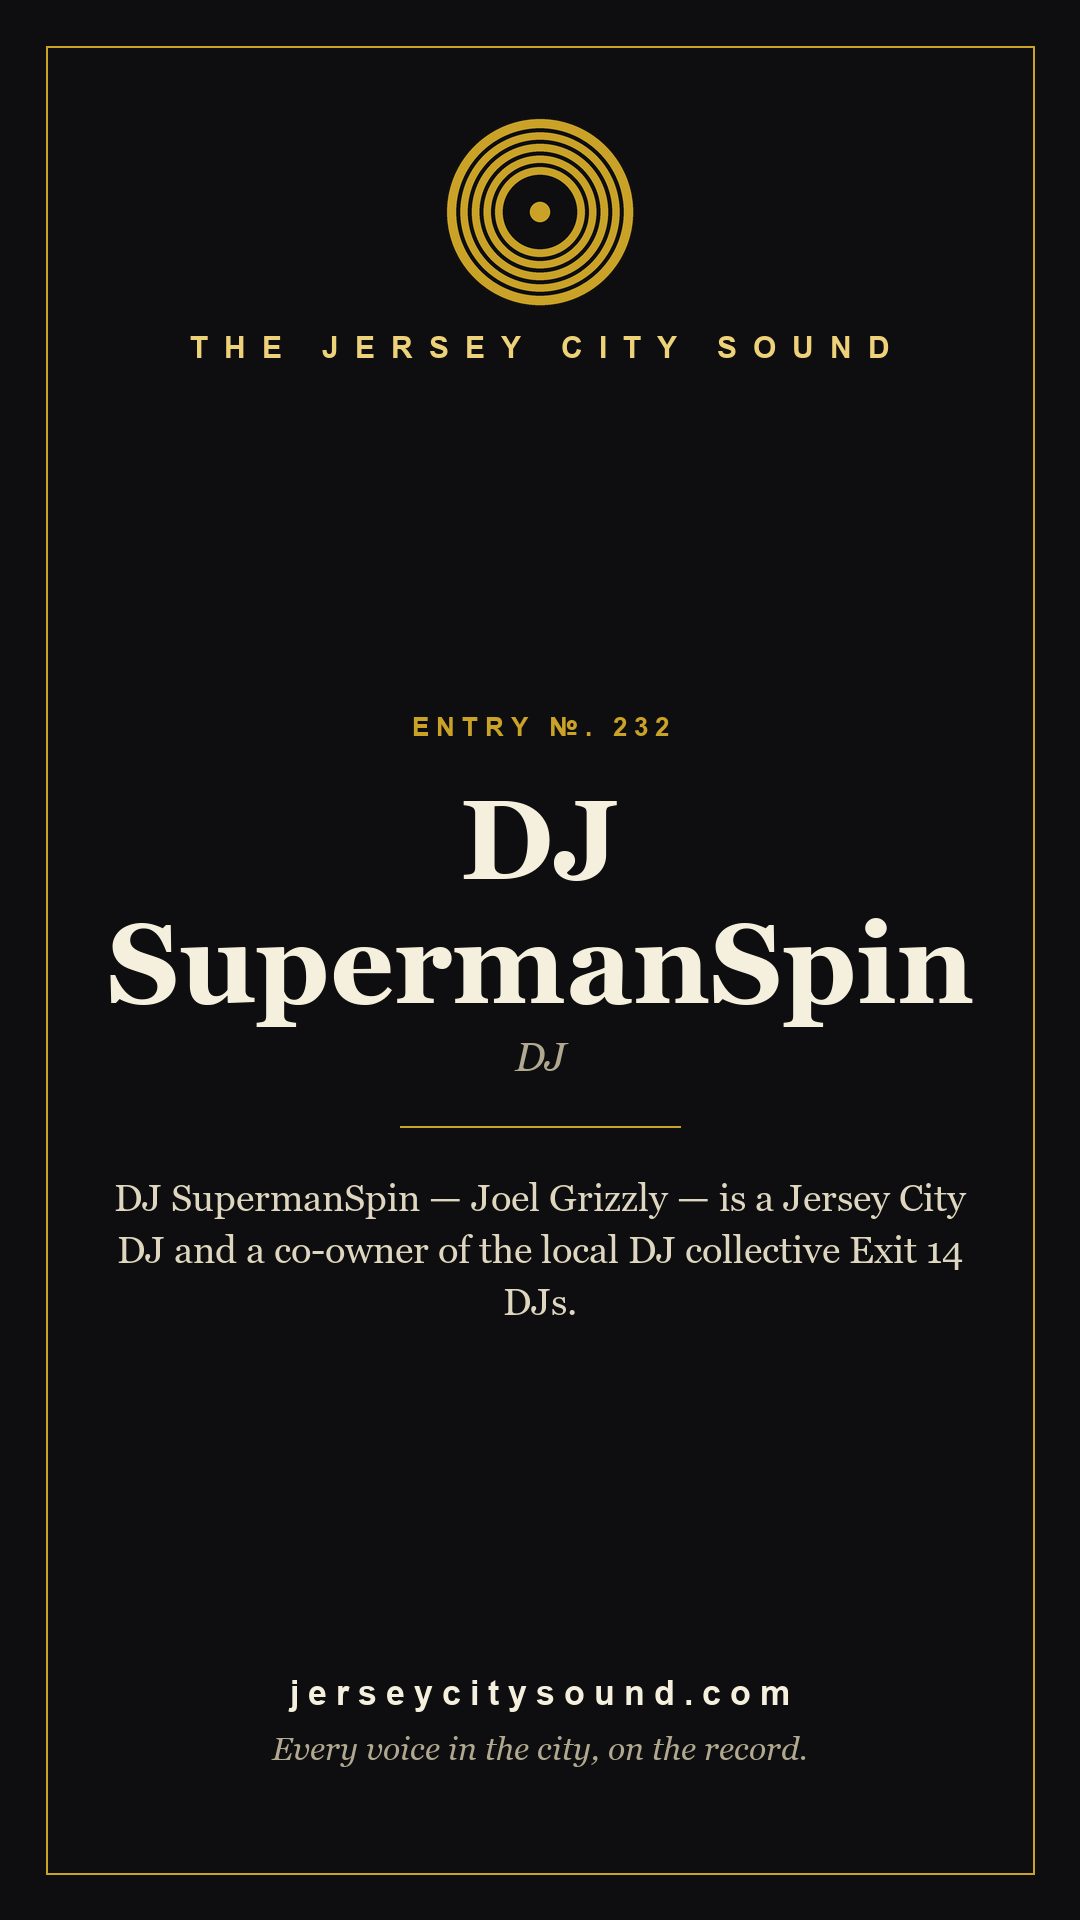 THE JERSEY CITY SOUND
ENTRY №. 232
DJ
SupermanSpin
DJ
DJ SupermanSpin — Joel Grizzly — is a Jersey City
DJ and a co-owner of the local DJ collective Exit 14
DJs.
jerseycitysound.com
Every voice in the city, on the record.